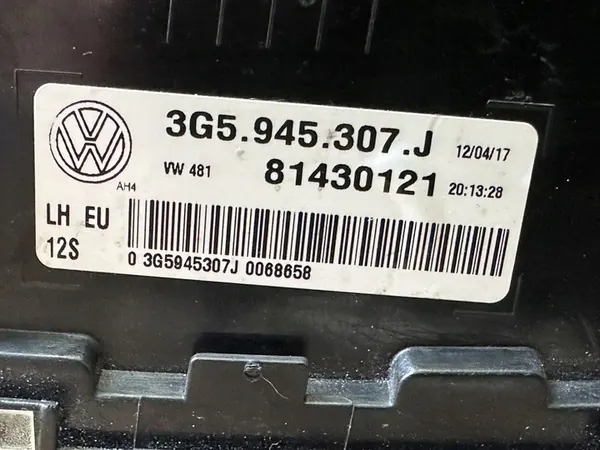 3G5.945.307.J 12/04/17
VW 481 81430121 20:13:28
AH4
LH EU
12S
0 3G5945307J 0068658